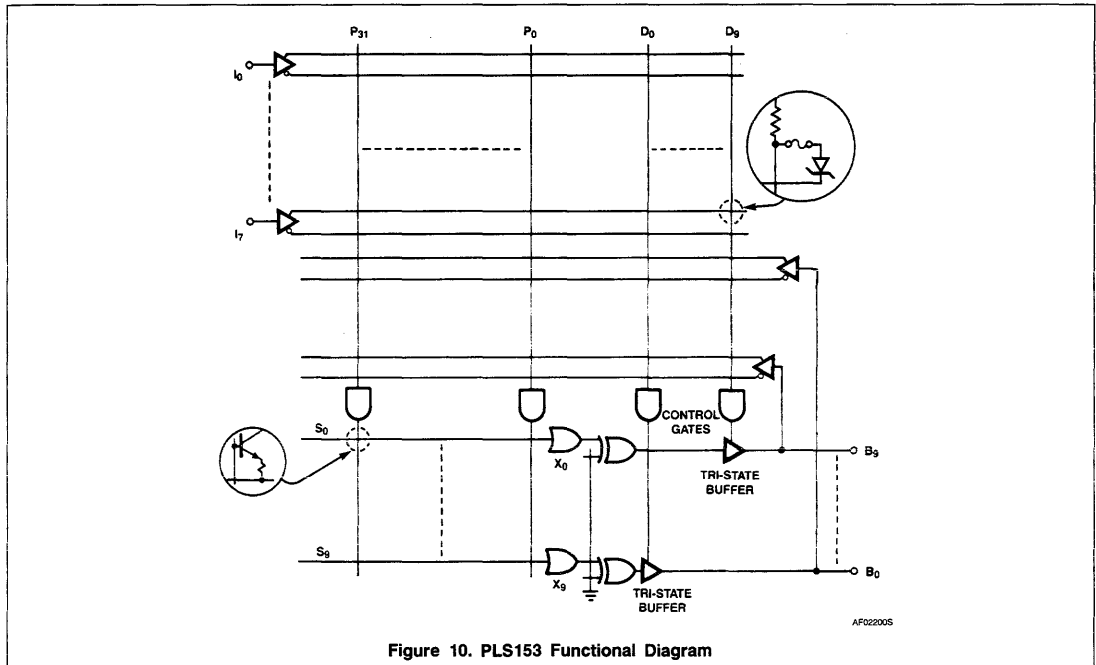 P31 P0 D0 D9
I0
I7
CONTROL
GATES
S0
X0
B9
TRI-STATE
BUFFER
S9
X9
B0
TRI-STATE
BUFFER
AF02200S
Figure 10. PLS153 Functional Diagram